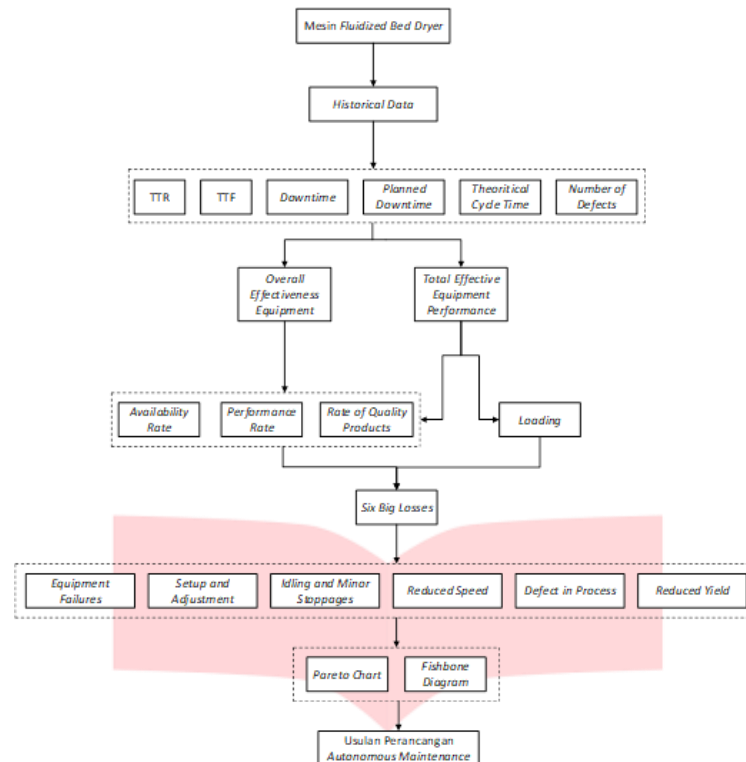 Mesin Fluidized Bed Dryer
Historical Data
TTR
TTF
Downtime
Planned
Downtime
Theoritical
Cycle Time
Number of
Defects
Overall
Effectiveness
Equipment
Total Effective
Equipment
Performance
Availability
Rate
Performance
Rate
Rate of Quality
Products
Loading
Six Big Losses
Equipment
Failures
Setup and
Adjustment
Idling and Minor
Stoppages
Reduced Speed
Defect in Process
Reduced Yield
Pareto Chart
Fishbone
Diagram
Usulan Perancangan
Autonomous Maintenance